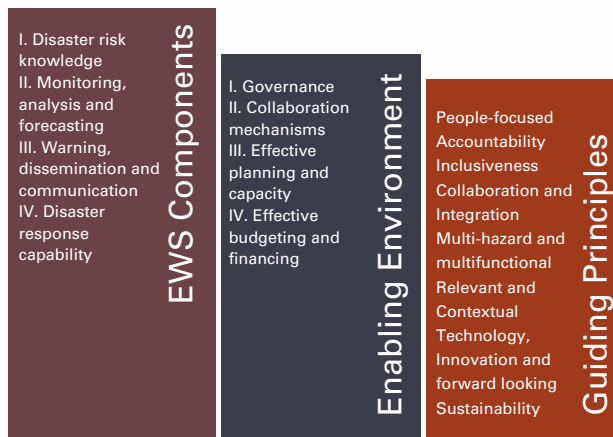 I. Disaster risk
knowledge
II. Monitoring,
analysis and
forecasting
III. Warning,
dissemination and
communication
IV. Disaster
response
capability
EWS Components
I. Governance
II. Collaboration
mechanisms
III. Effective
planning and
capacity
IV. Effective
budgeting and
financing
Enabling Environment
People-focused
Accountability
Inclusiveness
Collaboration and
Integration
Multi-hazard and
multifunctional
Relevant and
Contextual
Technology,
Innovation and
forward looking
Sustainability
Guiding Principles